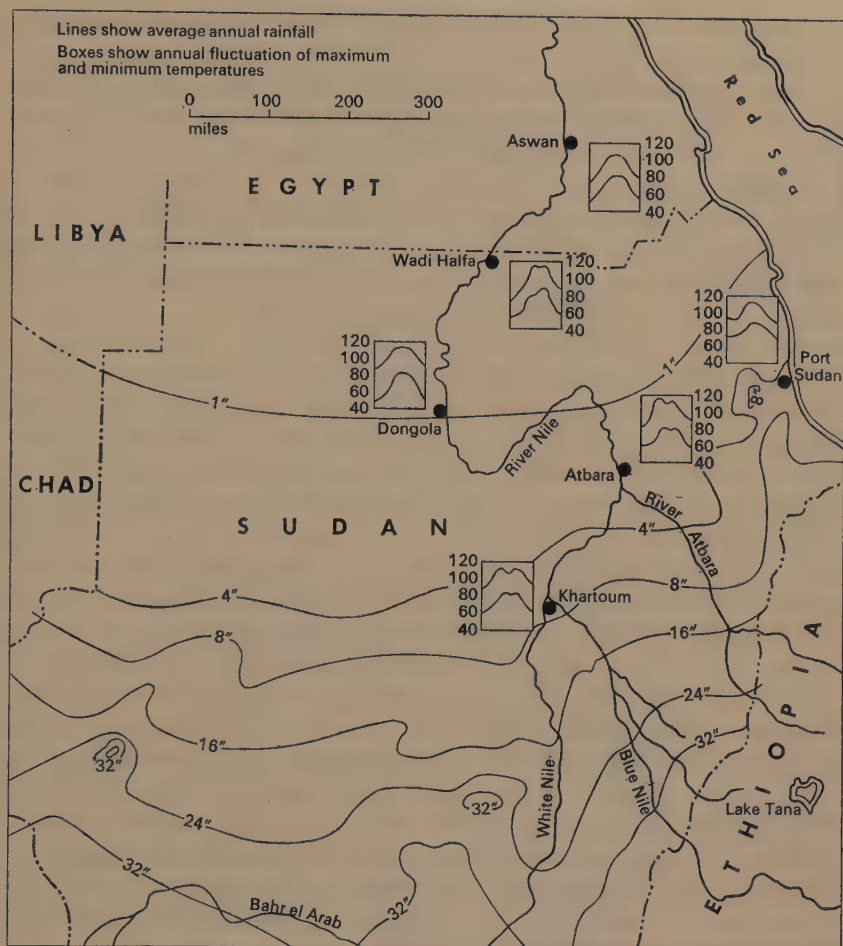 Lines show average annual rainfall
Boxes show annual fluctuation of maximum
and minimum temperatures
0 100 200 300
miles
Red Sea
Aswan
120
100
80
60
40
EGYPT
LIBYA
Wadi Halfa
120
100
80
60
40
120
100
80
60
40
Port
Sudan
120
100
80
60
40
1"
1"
8"
Dongola
River Nile
120
100
80
60
40
Atbara
River
Atbara
CHAD
SUDAN
4"
120
100
80
60
40
Khartoum
4"
8"
8"
16"
ETHIOPIA
24"
16"
32"
32"
White Nile
Blue Nile
32"
Lake Tana
24"
32"
Bahr el Arab
32"